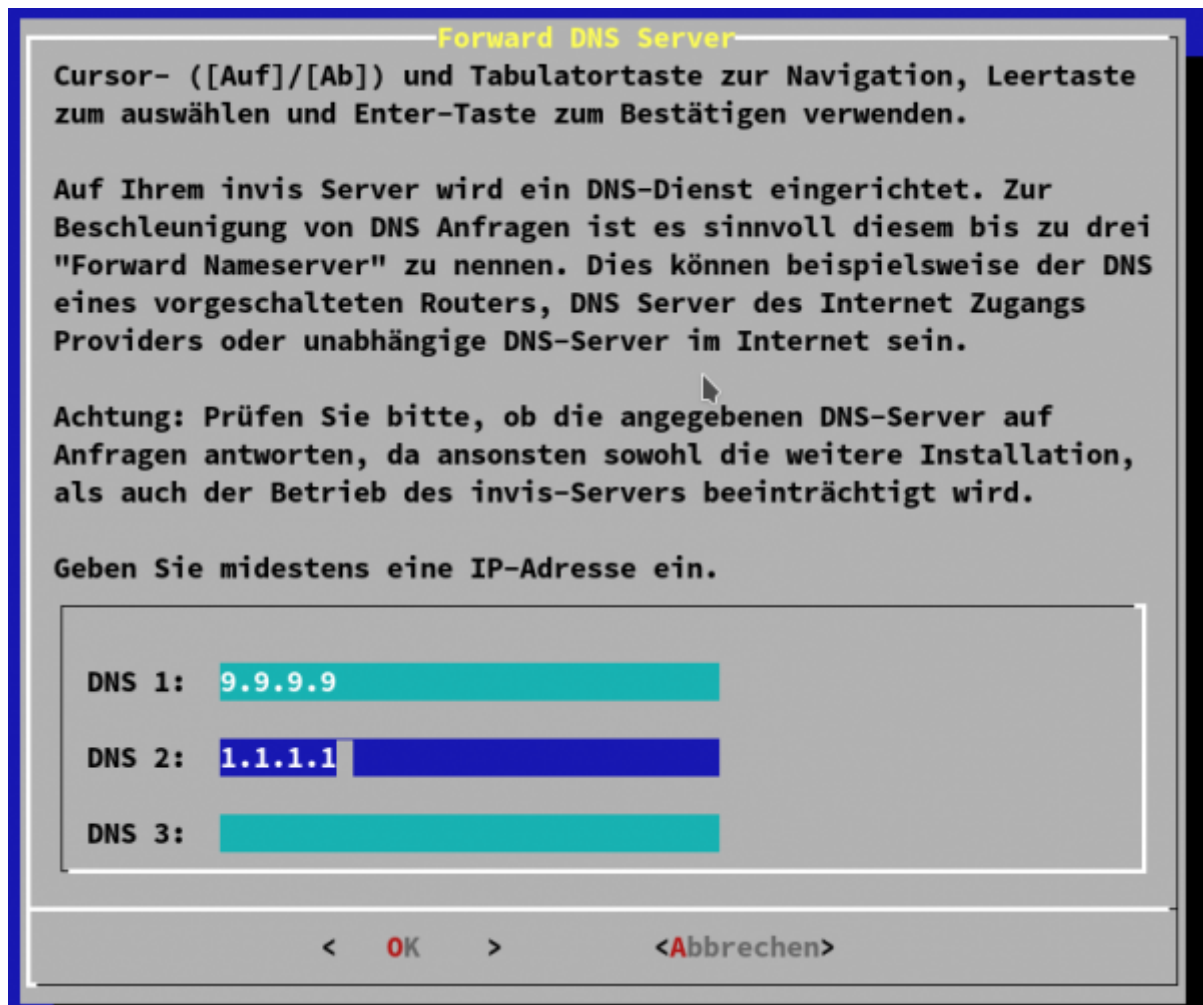 Forward DNS Server
Cursor- ([Auf]/[Ab]) und Tabulatortaste zur Navigation, Leertaste
zum auswählen und Enter-Taste zum Bestätigen verwenden.
Auf Ihrem invis Server wird ein DNS-Dienst eingerichtet. Zur
Beschleunigung von DNS Anfragen ist es sinnvoll diesem bis zu drei
"Forward Nameserver" zu nennen. Dies können beispielsweise der DNS
eines vorgeschalteten Routers, DNS Server des Internet Zugangs
Providers oder unabhängige DNS-Server im Internet sein.
Achtung: Prüfen Sie bitte, ob die angegebenen DNS-Server auf
Anfragen antworten, da ansonsten sowohl die weitere Installation,
als auch der Betrieb des invis-Servers beeinträchtigt wird.
Geben Sie midestens eine IP-Adresse ein.
DNS 1: 9.9.9.9
DNS 2: 1.1.1.1
DNS 3:
< OK > <Abbrechen>